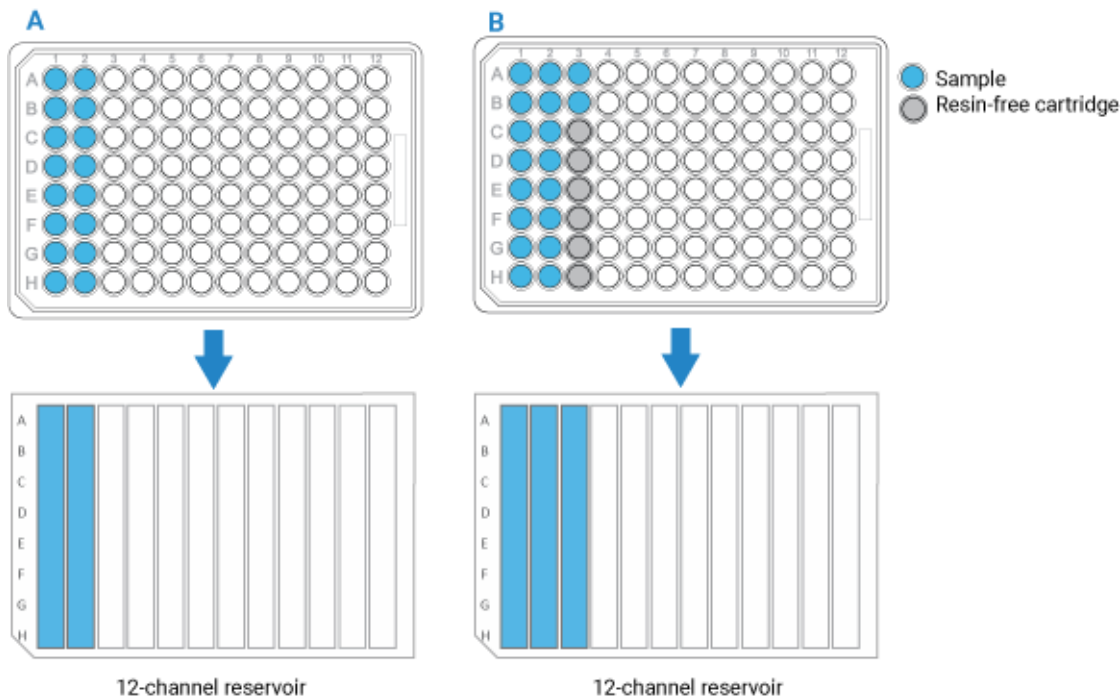 A
B
1 2 3 4 5 6 7 8 9 10 11 12
1 2 3 4 5 6 7 8 9 10 11 12
A
B
C
D
E
F
G
H
A
B
C
D
E
F
G
H
Sample
Resin-free cartridge
A
B
C
D
E
F
G
H
A
B
C
D
E
F
G
H
12-channel reservoir
12-channel reservoir